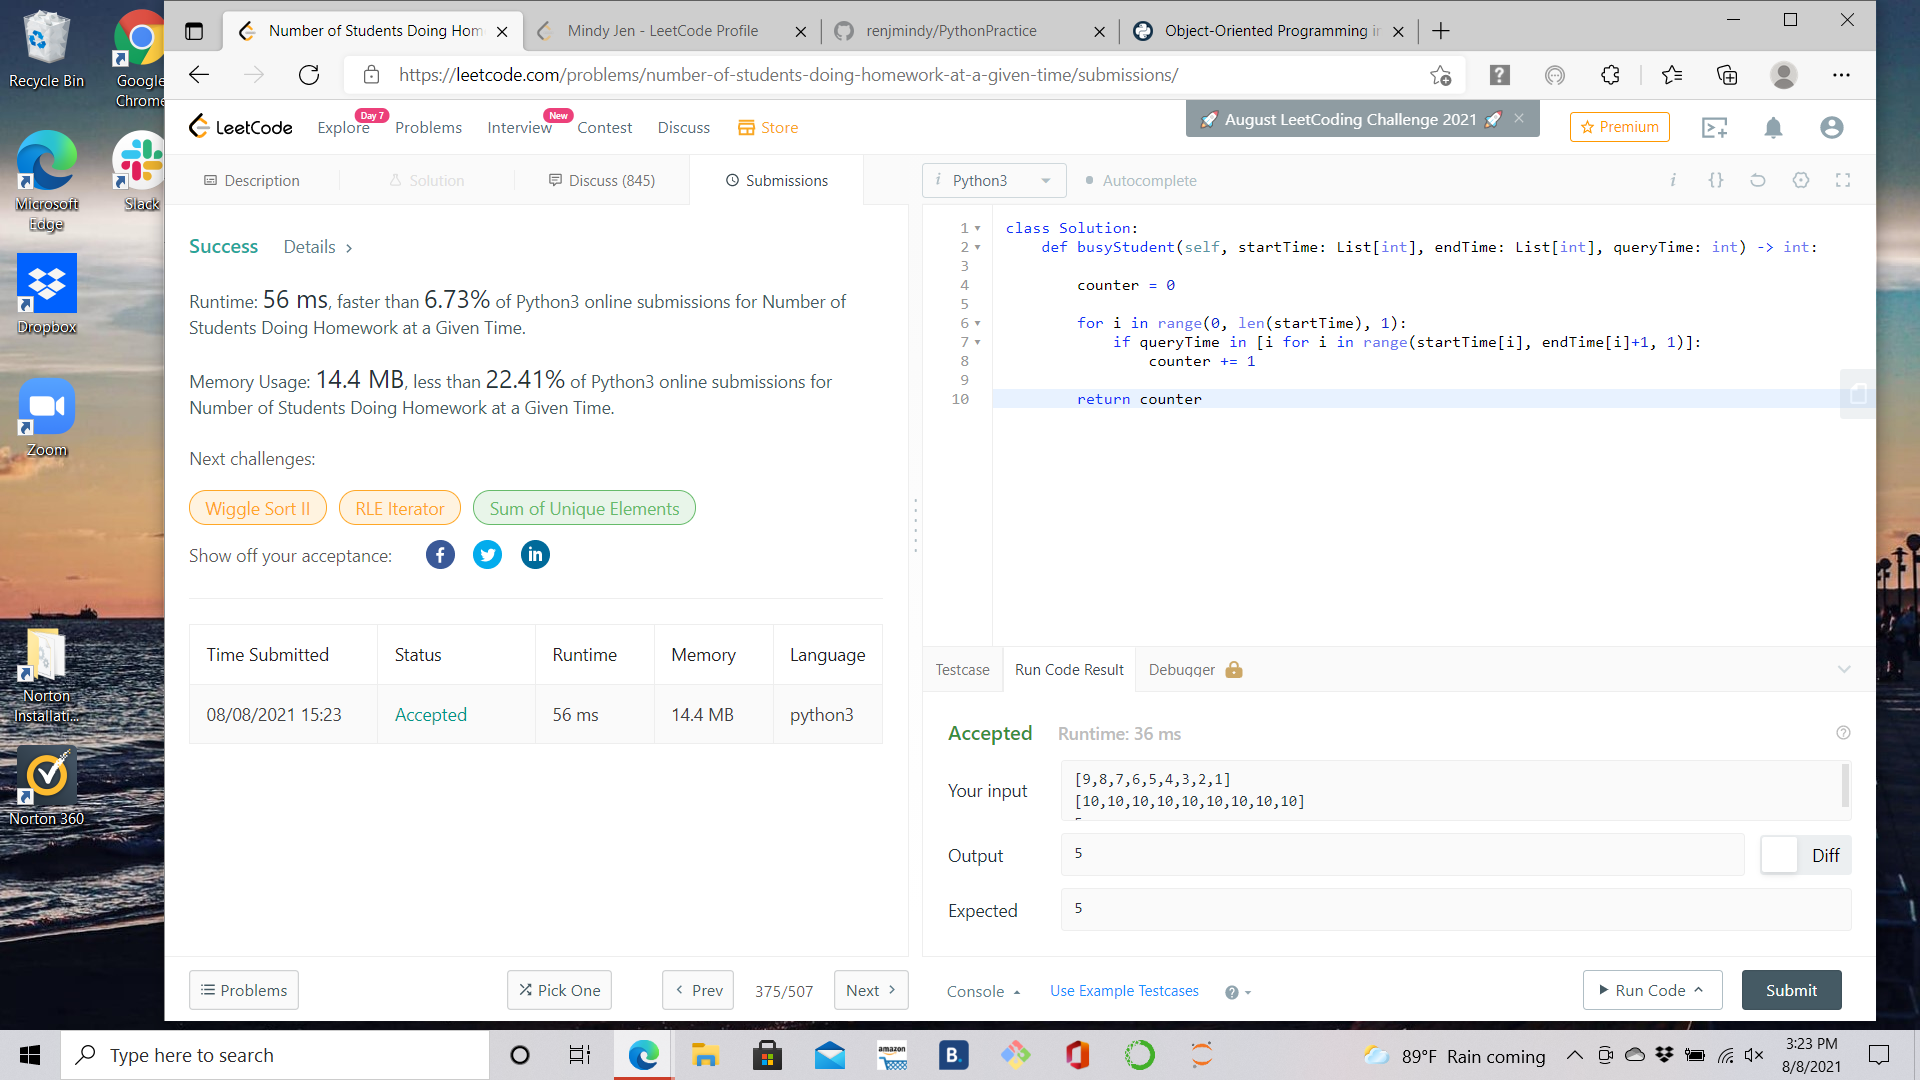 Recycle Bin
Google Chrome
Microsoft Edge
Slack
Dropbox
Zoom
Norton Installati...
Norton 360
Number of Students Doing Hom
Mindy Jen - LeetCode Profile
renjmindy/PythonPractice
Object-Oriented Programming i
https://leetcode.com/problems/number-of-students-doing-homework-at-a-given-time/submissions/
LeetCode
Explore
Day 7
Problems
Interview
New
Contest
Discuss
Store
August LeetCoding Challenge 2021
Premium
Description
Solution
Discuss (845)
Submissions
i Python3
Autocomplete
Success
Details
Runtime: 56 ms, faster than 6.73% of Python3 online submissions for Number of
Students Doing Homework at a Given Time.
Memory Usage: 14.4 MB, less than 22.41% of Python3 online submissions for
Number of Students Doing Homework at a Given Time.
Next challenges:
Wiggle Sort II
RLE Iterator
Sum of Unique Elements
Show off your acceptance:
Time Submitted Status Runtime Memory Language
08/08/2021 15:23 Accepted 56 ms 14.4 MB python3
Problems
Pick One
Prev
375/507
Next
1 class Solution:
2 def busyStudent(self, startTime: List[int], endTime: List[int], queryTime: int) -> int:
3
4 counter = 0
5
6 for i in range(0, len(startTime), 1):
7 if queryTime in [i for i in range(startTime[i], endTime[i]+1, 1)]:
8 counter += 1
9
10 return counter
Testcase
Run Code Result
Debugger
Accepted
Runtime: 36 ms
Your input
[9,8,7,6,5,4,3,2,1]
[10,10,10,10,10,10,10,10,10]
Output
5
Diff
Expected
5
Console
Use Example Testcases
Run Code
Submit
Type here to search
amazon
B.
89°F Rain coming
3:23 PM
8/8/2021